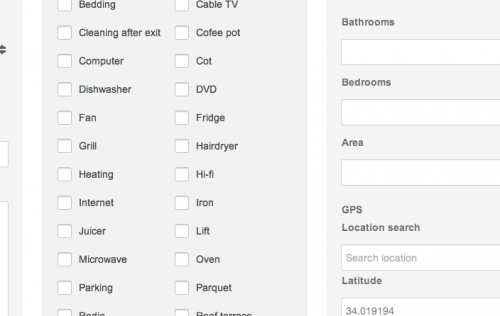 Bedding
Cable TV
Cleaning after exit
Cofee pot
Computer
Cot
Dishwasher
DVD
Fan
Fridge
Grill
Hairdryer
Heating
Hi-fi
Internet
Iron
Juicer
Lift
Microwave
Oven
Parking
Parquet
Radio
Roof terrace
Bathrooms
Bedrooms
Area
GPS
Location search
Search location
Latitude
34.019194